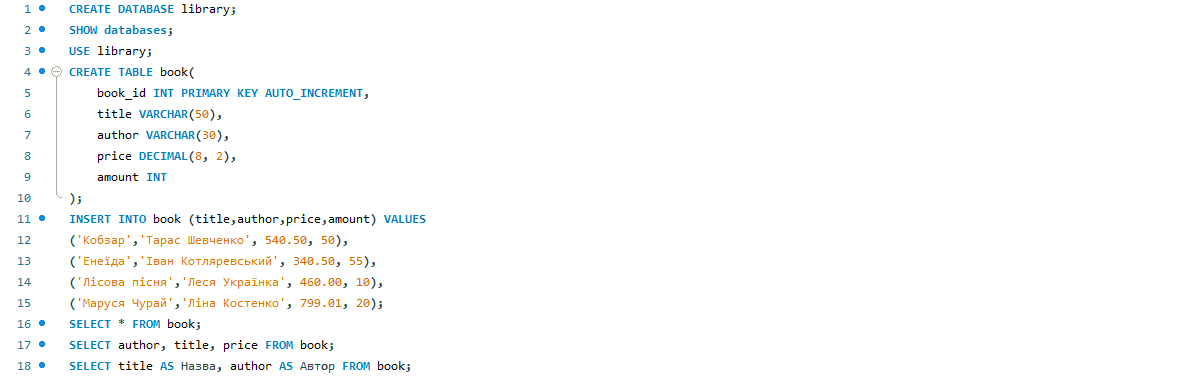 1 CREATE DATABASE library;
2 SHOW databases;
3 USE library;
4 CREATE TABLE book(
5 book_id INT PRIMARY KEY AUTO_INCREMENT,
6 title VARCHAR(50),
7 author VARCHAR(30),
8 price DECIMAL(8, 2),
9 amount INT
10 );
11 INSERT INTO book (title,author,price,amount) VALUES
12 ('Кобзар','Тарас Шевченко', 540.50, 50),
13 ('Енеїда','Іван Котляревський', 340.50, 55),
14 ('Лісова пісня','Леся Українка', 460.00, 10),
15 ('Маруся Чурай','Ліна Костенко', 799.01, 20);
16 SELECT * FROM book;
17 SELECT author, title, price FROM book;
18 SELECT title AS Назва, author AS Автор FROM book;